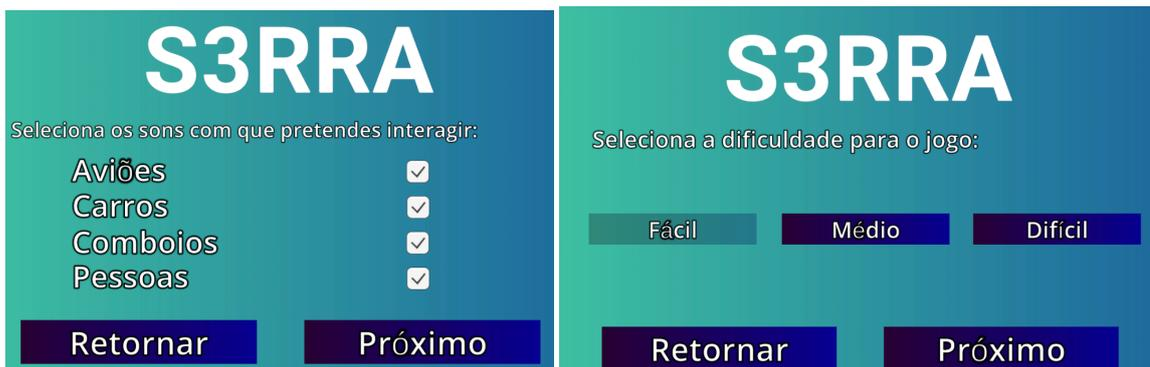 S3RRA
Seleciona os sons com que pretendes interagir:
Aviões
Carros
Comboios
Pessoas
Retornar Próximo
S3RRA
Seleciona a dificuldade para o jogo:
Fácil Médio Difícil
Retornar Próximo